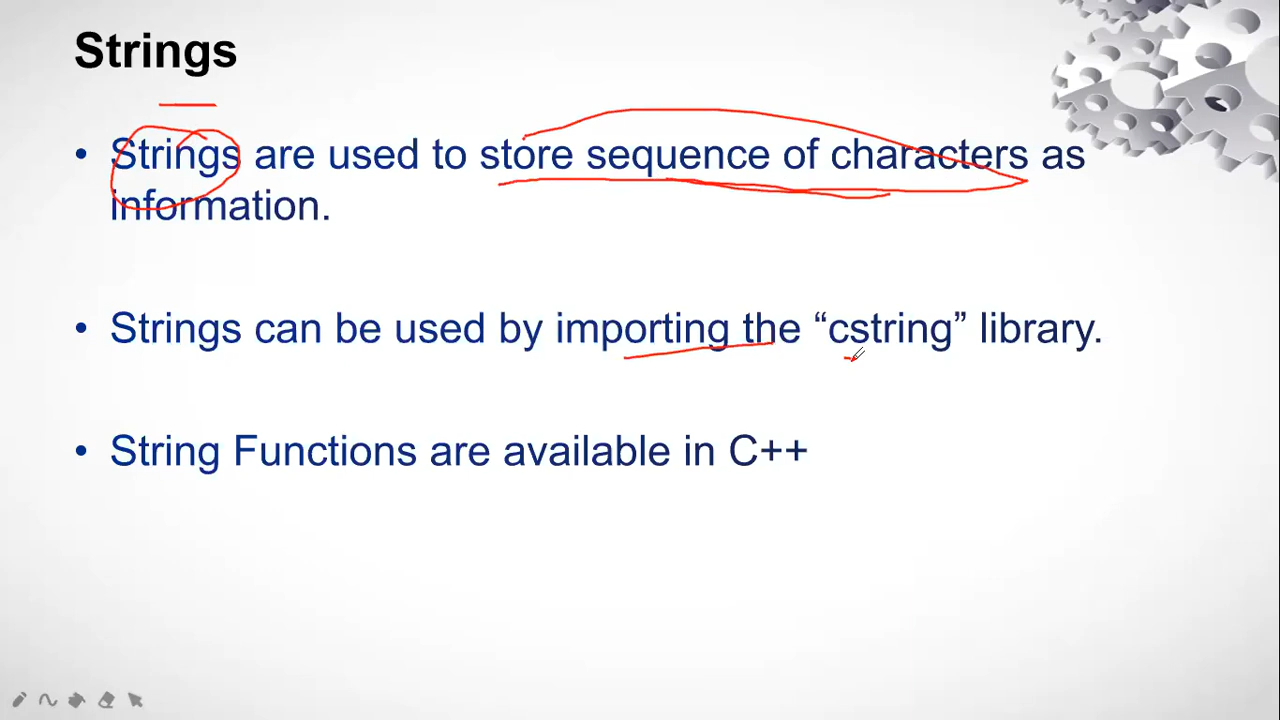 Strings
• Strings are used to store sequence of characters as
information.
• Strings can be used by importing the “cstring” library.
• String Functions are available in C++